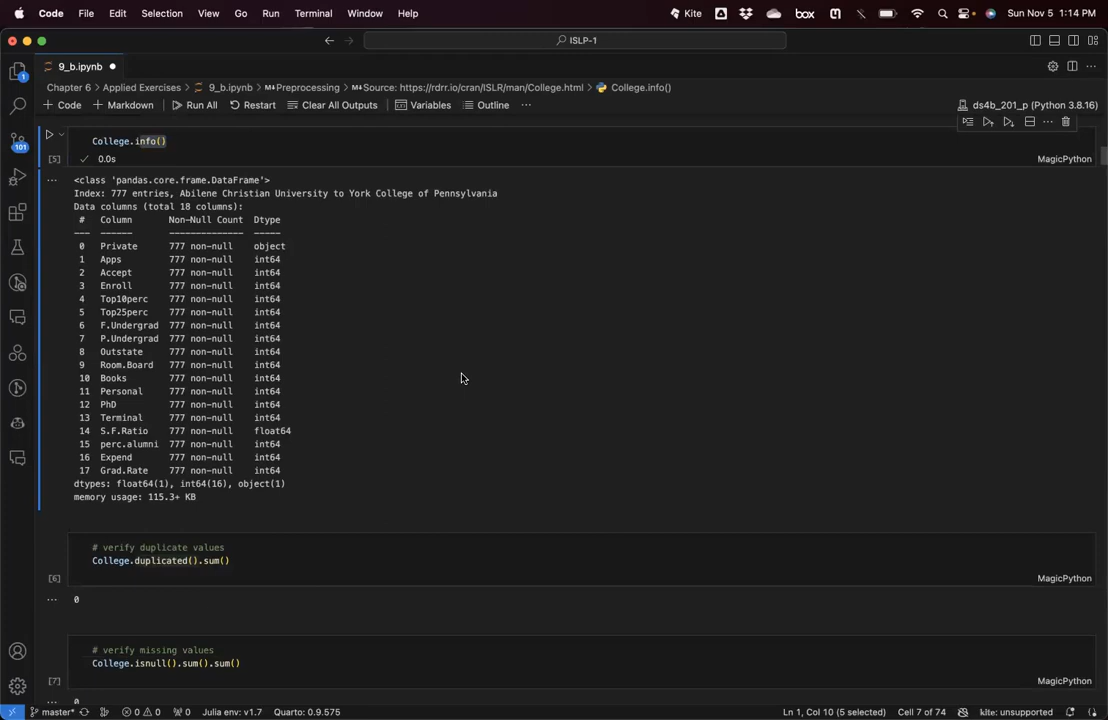 Code File Edit Selection View Go Run Terminal Window Help Kite box Sun Nov 5 1:14 PM
ISLP-1
9_b.ipynb
Chapter 6 > Applied Exercises > 9_b.ipynb > Preprocessing > Source: https://rdrr.io/cran/ISLR/man/College.html > College.info()
+ Code + Markdown Run All Restart Clear All Outputs Variables Outline ... ds4b_201_p (Python 3.8.16)
College.info()
[5] 0.0s MagicPython
<class 'pandas.core.frame.DataFrame'>
Index: 777 entries, Abilene Christian University to York College of Pennsylvania
Data columns (total 18 columns):
# Column Non-Null Count Dtype
--- ------ -------------- -----
0 Private 777 non-null object
1 Apps 777 non-null int64
2 Accept 777 non-null int64
3 Enroll 777 non-null int64
4 Top10perc 777 non-null int64
5 Top25perc 777 non-null int64
6 F.Undergrad 777 non-null int64
7 P.Undergrad 777 non-null int64
8 Outstate 777 non-null int64
9 Room.Board 777 non-null int64
10 Books 777 non-null int64
11 Personal 777 non-null int64
12 PhD 777 non-null int64
13 Terminal 777 non-null int64
14 S.F.Ratio 777 non-null float64
15 perc.alumni 777 non-null int64
16 Expend 777 non-null int64
17 Grad.Rate 777 non-null int64
dtypes: float64(1), int64(16), object(1)
memory usage: 115.3+ KB
# verify duplicate values
College.duplicated().sum()
[6] MagicPython
0
# verify missing values
College.isnull().sum().sum()
[7] MagicPython
0
1
101
master* 0 0 0 Julia env: v1.7 Quarto: 0.9.575 Ln 1, Col 10 (5 selected) Cell 7 of 74 kite: unsupported